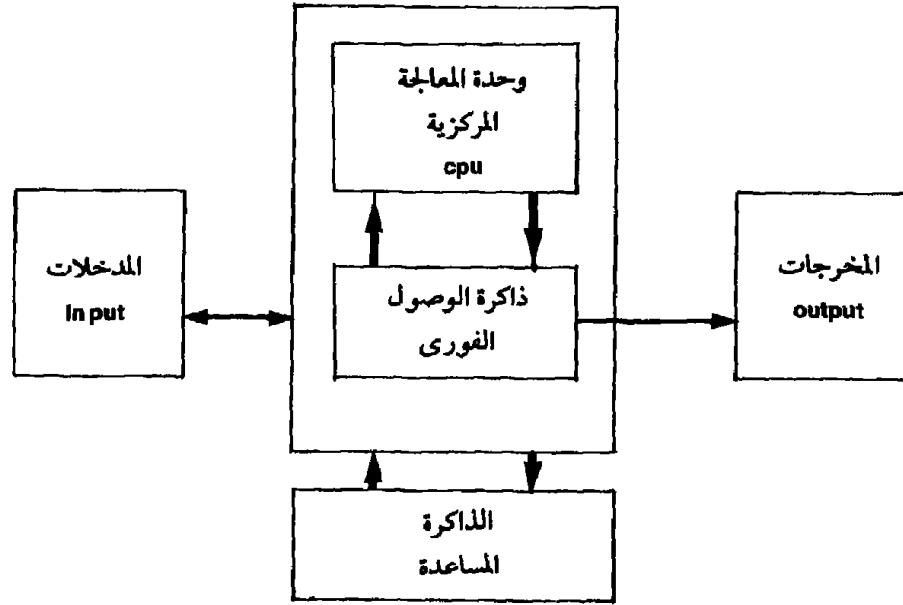 وحدة المعالجة
المركزية
cpu
المدخلات
In put
ذاكرة الوصول
الفورى
المخرجات
output
الذاكرة
المساعدة